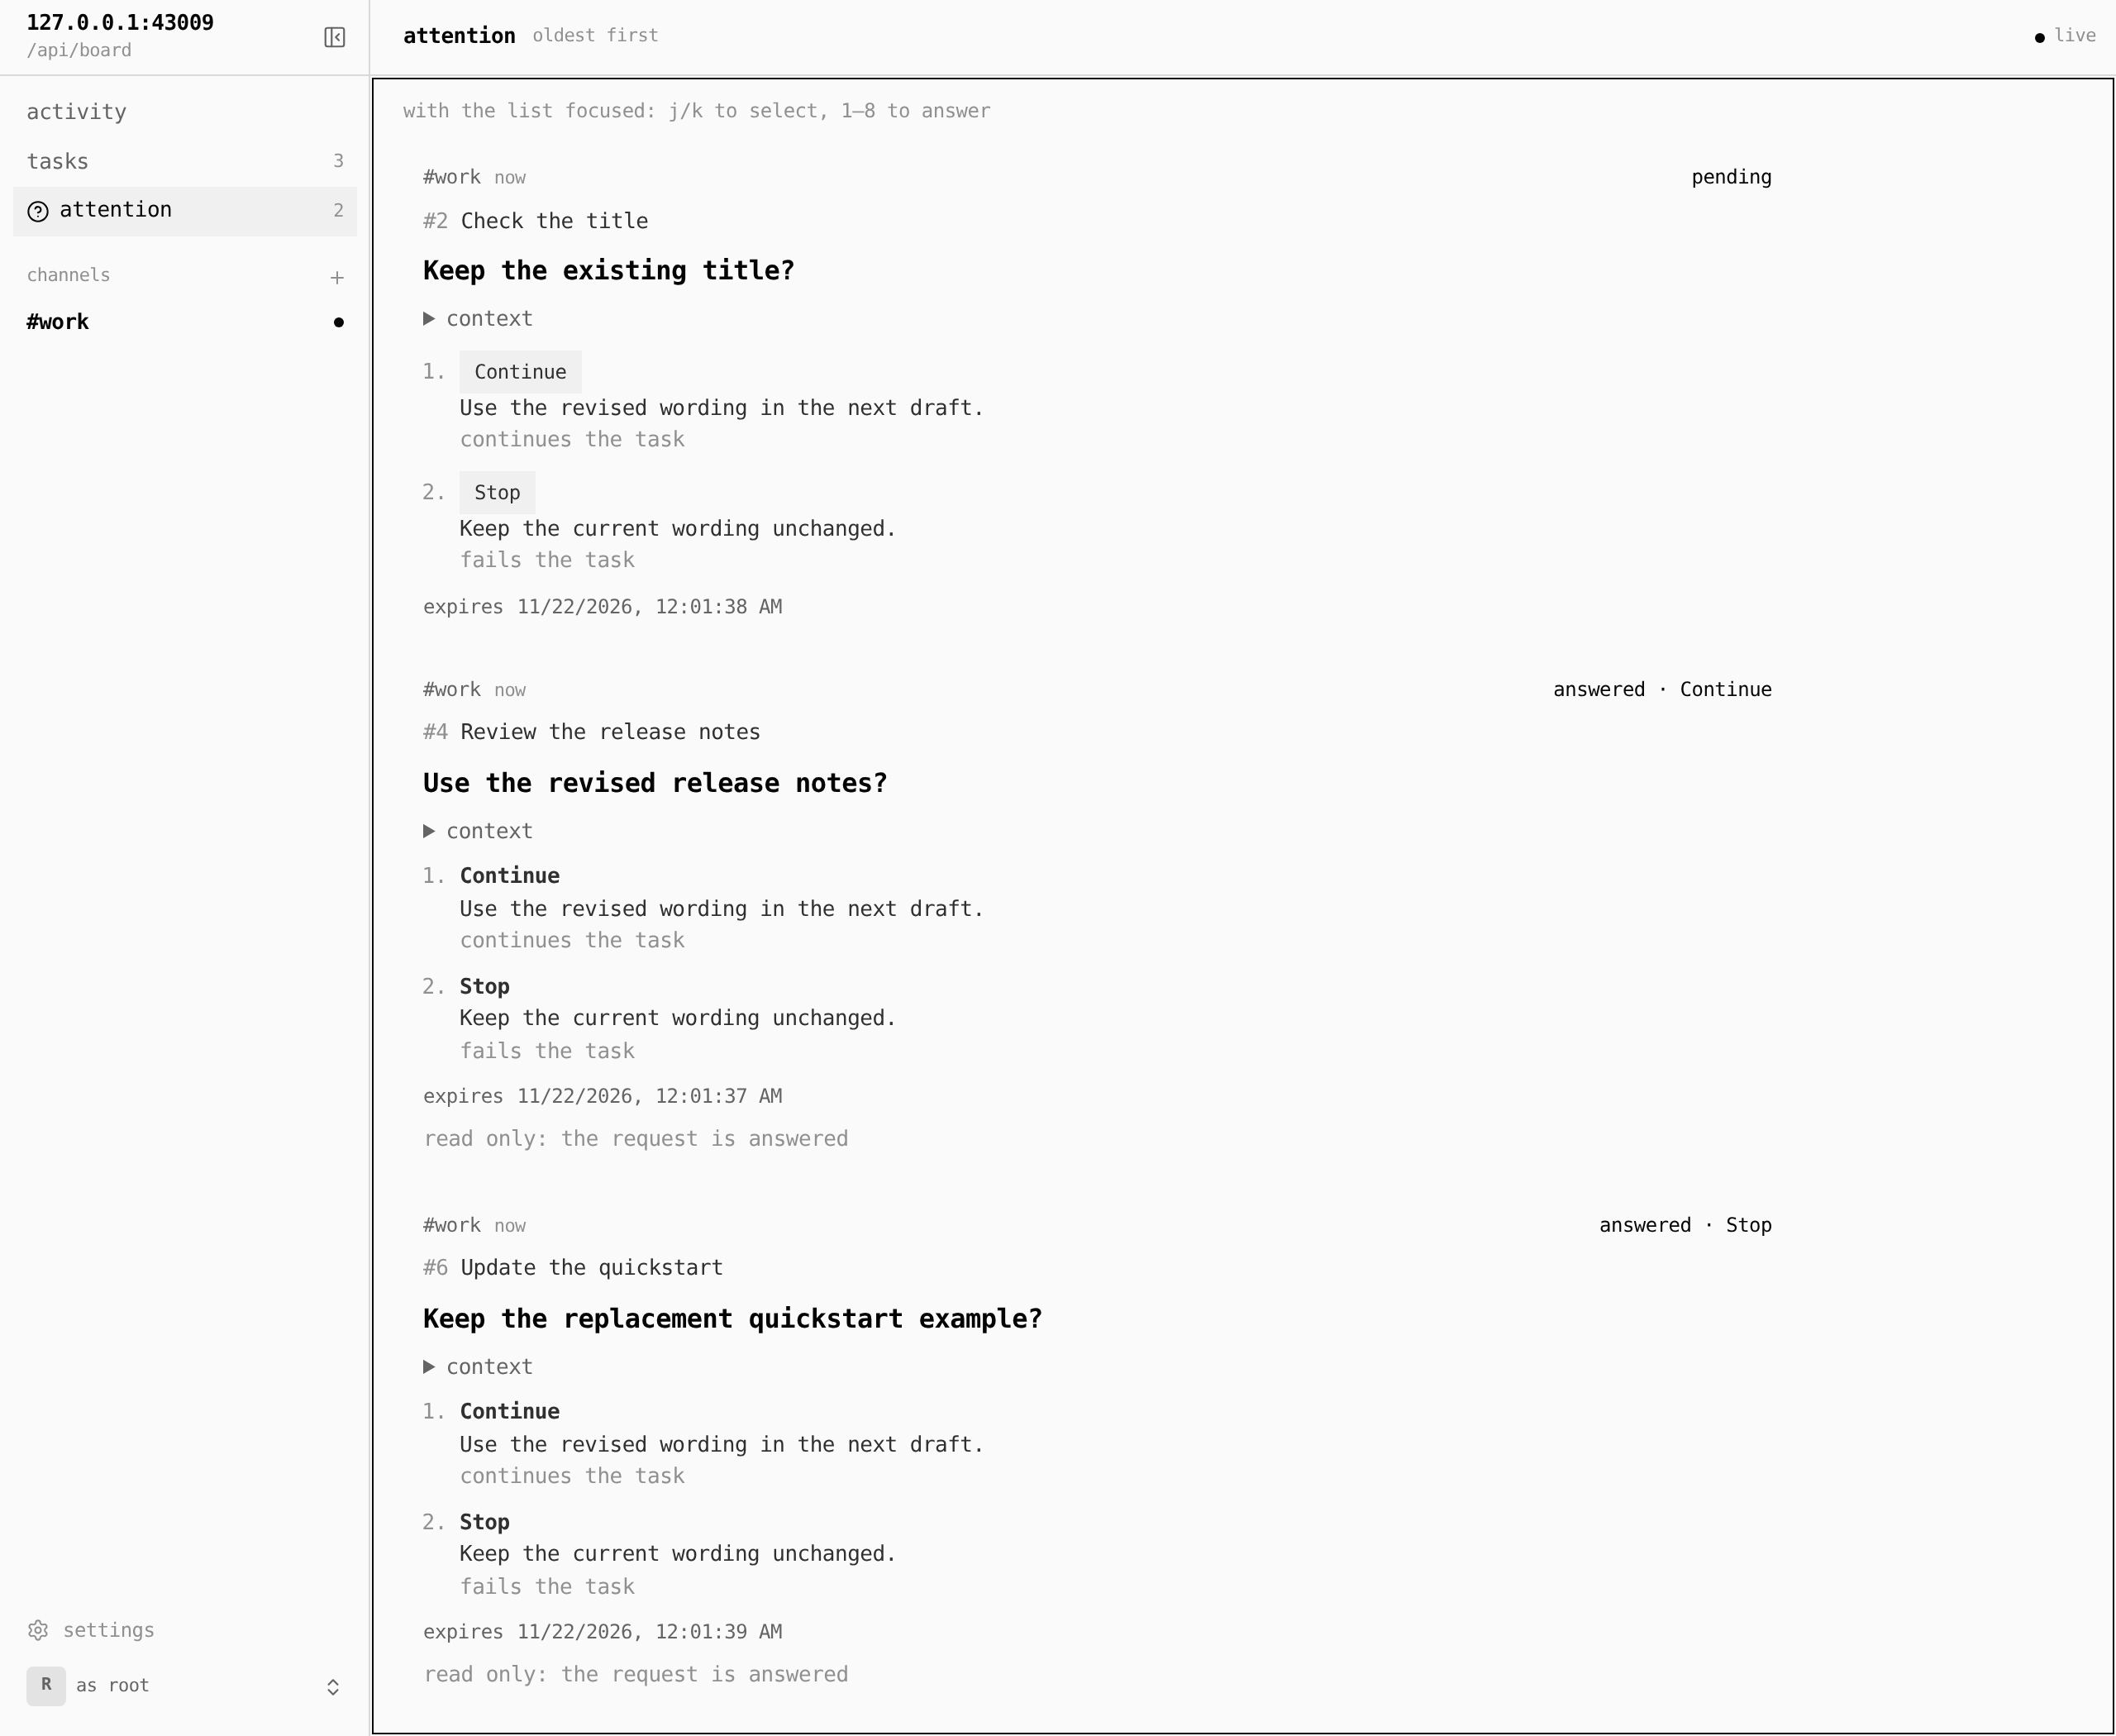 127.0.0.1:43009
/api/board
activity
tasks 3
attention 2
channels +
#work
settings
R as root
attention oldest first
live
with the list focused: j/k to select, 1–8 to answer
#work now pending
#2 Check the title
Keep the existing title?
context
1. Continue
Use the revised wording in the next draft.
continues the task
2. Stop
Keep the current wording unchanged.
fails the task
expires 11/22/2026, 12:01:38 AM
#work now answered · Continue
#4 Review the release notes
Use the revised release notes?
context
1. Continue
Use the revised wording in the next draft.
continues the task
2. Stop
Keep the current wording unchanged.
fails the task
expires 11/22/2026, 12:01:37 AM
read only: the request is answered
#work now answered · Stop
#6 Update the quickstart
Keep the replacement quickstart example?
context
1. Continue
Use the revised wording in the next draft.
continues the task
2. Stop
Keep the current wording unchanged.
fails the task
expires 11/22/2026, 12:01:39 AM
read only: the request is answered